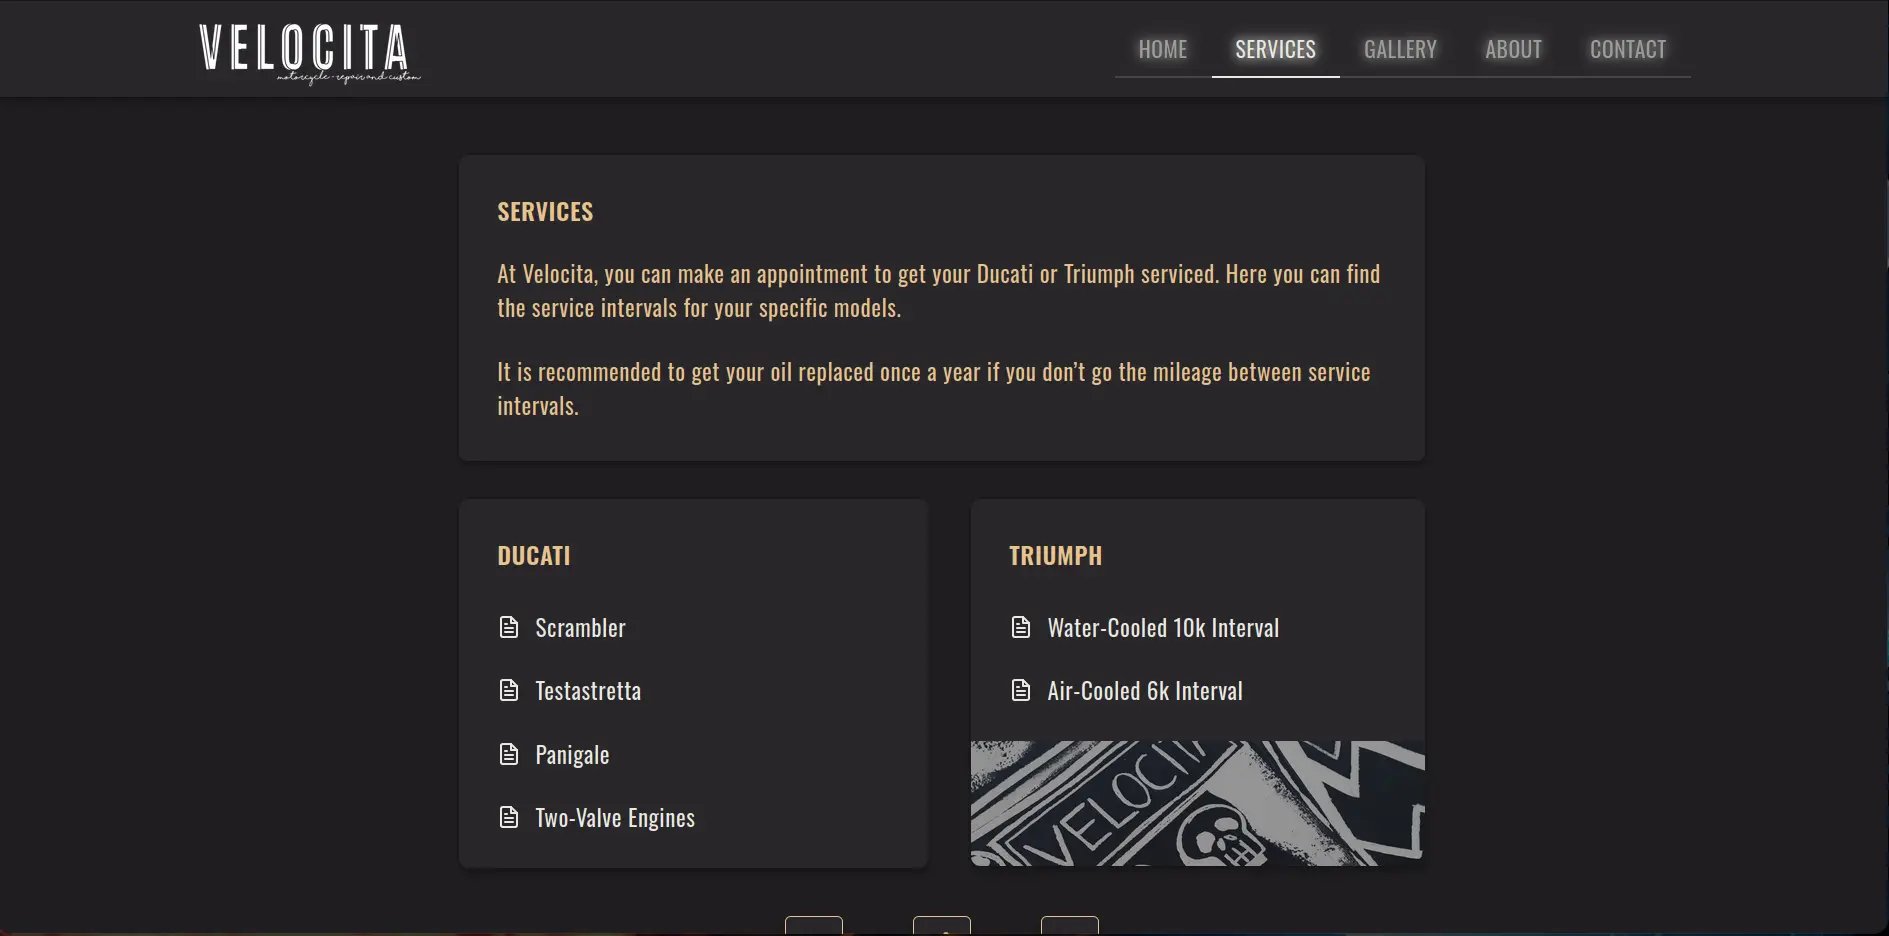 VELOCITA
motorcycle - repair and custom
HOME SERVICES GALLERY ABOUT CONTACT
SERVICES
At Velocita, you can make an appointment to get your Ducati or Triumph serviced. Here you can find
the service intervals for your specific models.
It is recommended to get your oil replaced once a year if you don’t go the mileage between service
intervals.
DUCATI
Scrambler
Testastretta
Panigale
Two-Valve Engines
TRIUMPH
Water-Cooled 10k Interval
Air-Cooled 6k Interval
VELOCITA